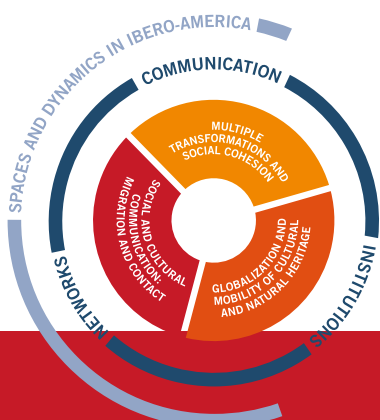 SPACES AND DYNAMICS IN IBERO-AMERICA
COMMUNICATION
MULTIPLE
TRANSFORMATIONS AND
SOCIAL COHESION
SOCIAL AND CULTURAL
COMMUNICATION:
MIGRATION AND CONTACT
GLOBALIZATION AND
MOBILITY OF CULTURAL
AND NATURAL HERITAGE
NETWORKS
INSTITUTIONS